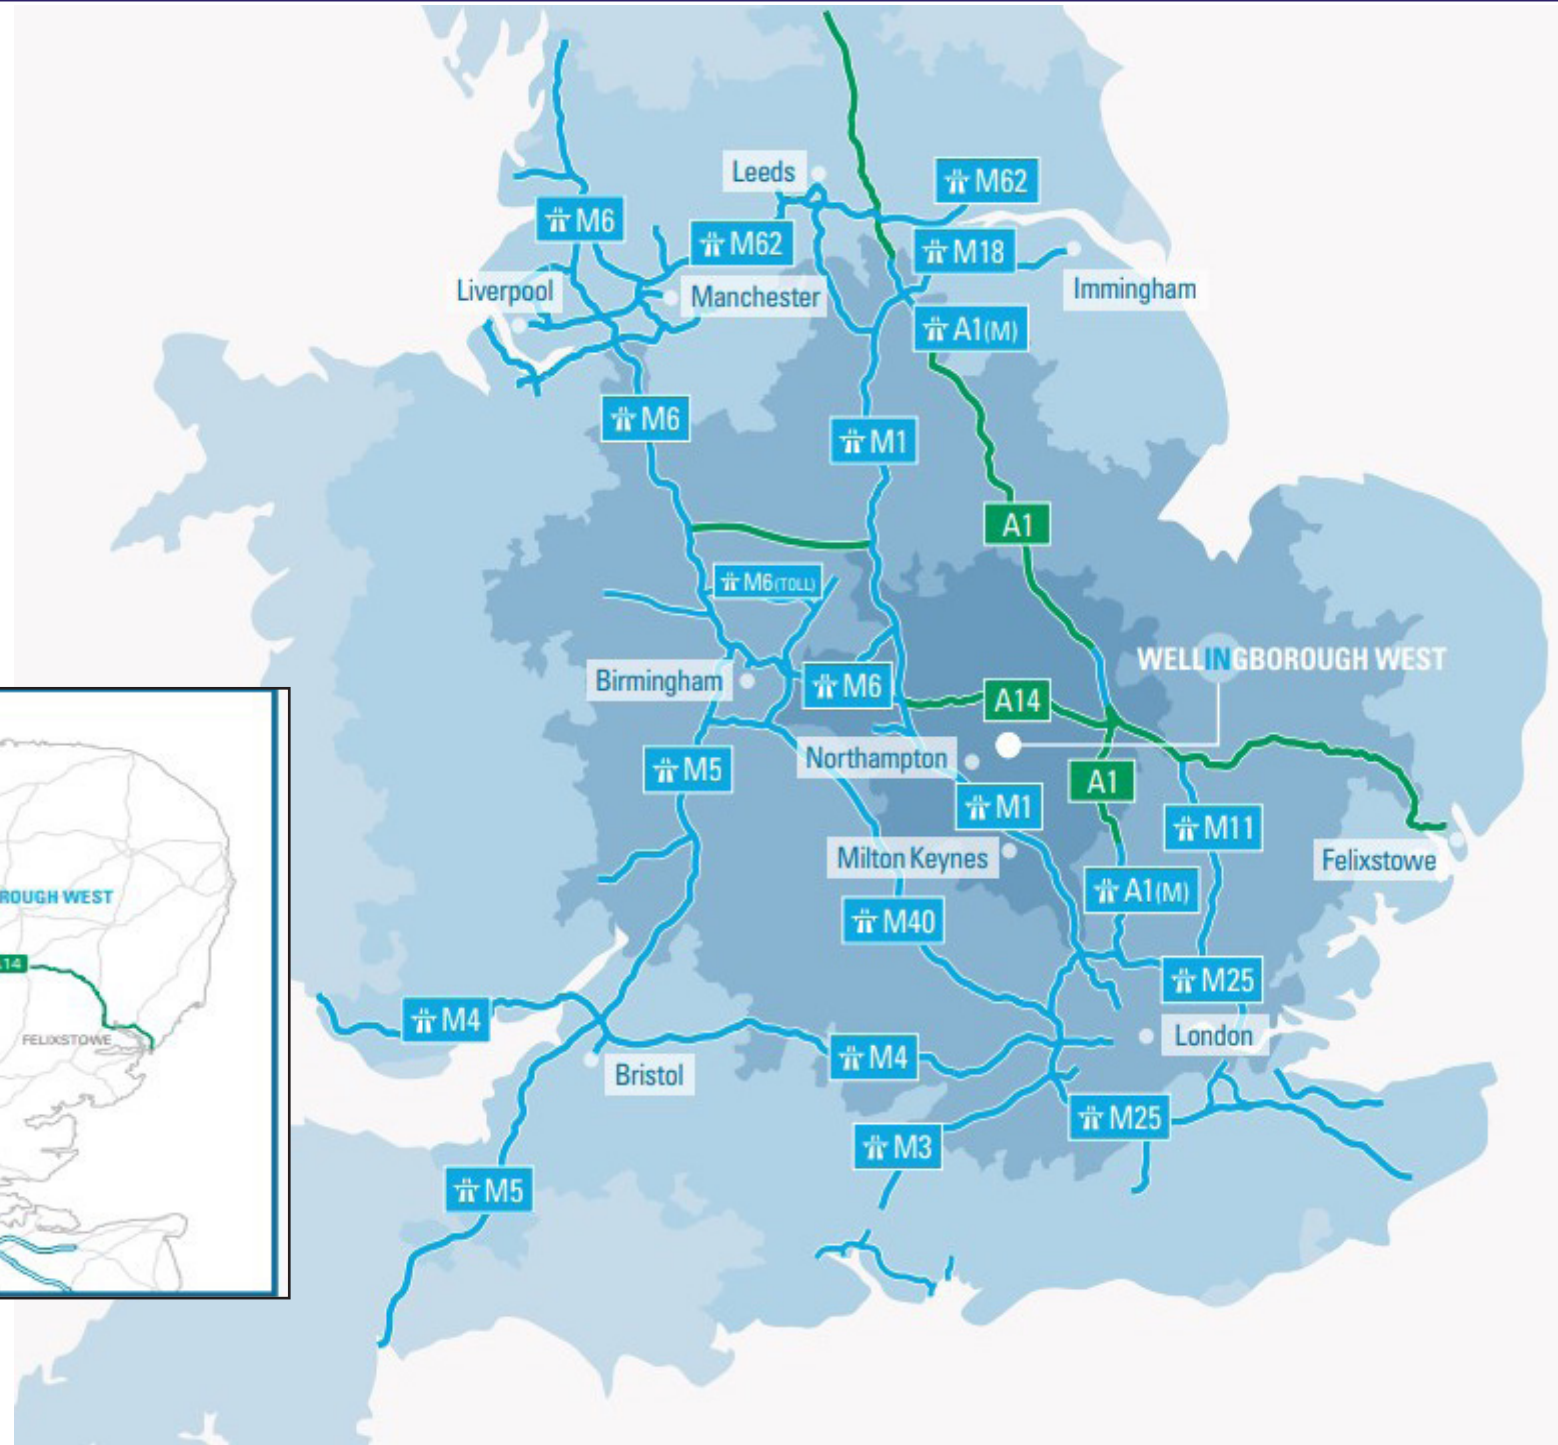 Leeds
M62
M6
M62
M18
Liverpool
Manchester
Immingham
A1(M)
M6
M1
A1
M6(TOLL)
WELLINGBOROUGH WEST
Birmingham
M6
A14
Northampton
M5
A1
M1
M11
Milton Keynes
Felixstowe
A1(M)
M40
M25
M4
London
M4
Bristol
M25
M3
M5
ROUGH WEST
14
FELIXSTOWE